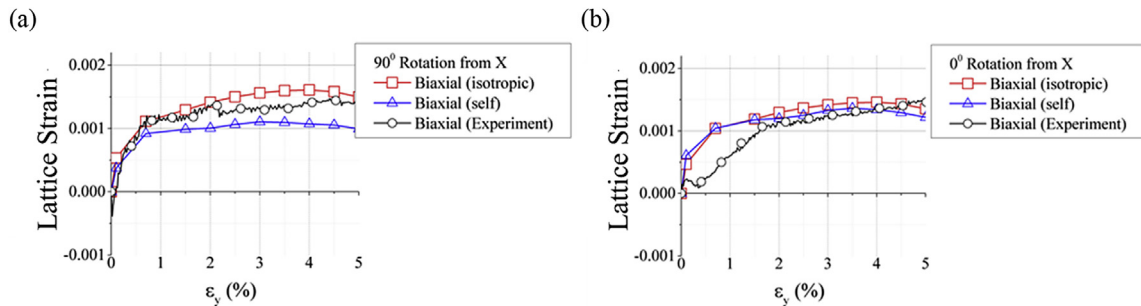 (a)
0.002
0.001
0.000
-0.001
Lattice Strain
0 1 2 3 4 5
εy (%)
90⁰ Rotation from X
Biaxial (isotropic)
Biaxial (self)
Biaxial (Experiment)
(b)
0.002
0.001
0.000
-0.001
Lattice Strain
0 1 2 3 4 5
εy (%)
0⁰ Rotation from X
Biaxial (isotropic)
Biaxial (self)
Biaxial (Experiment)